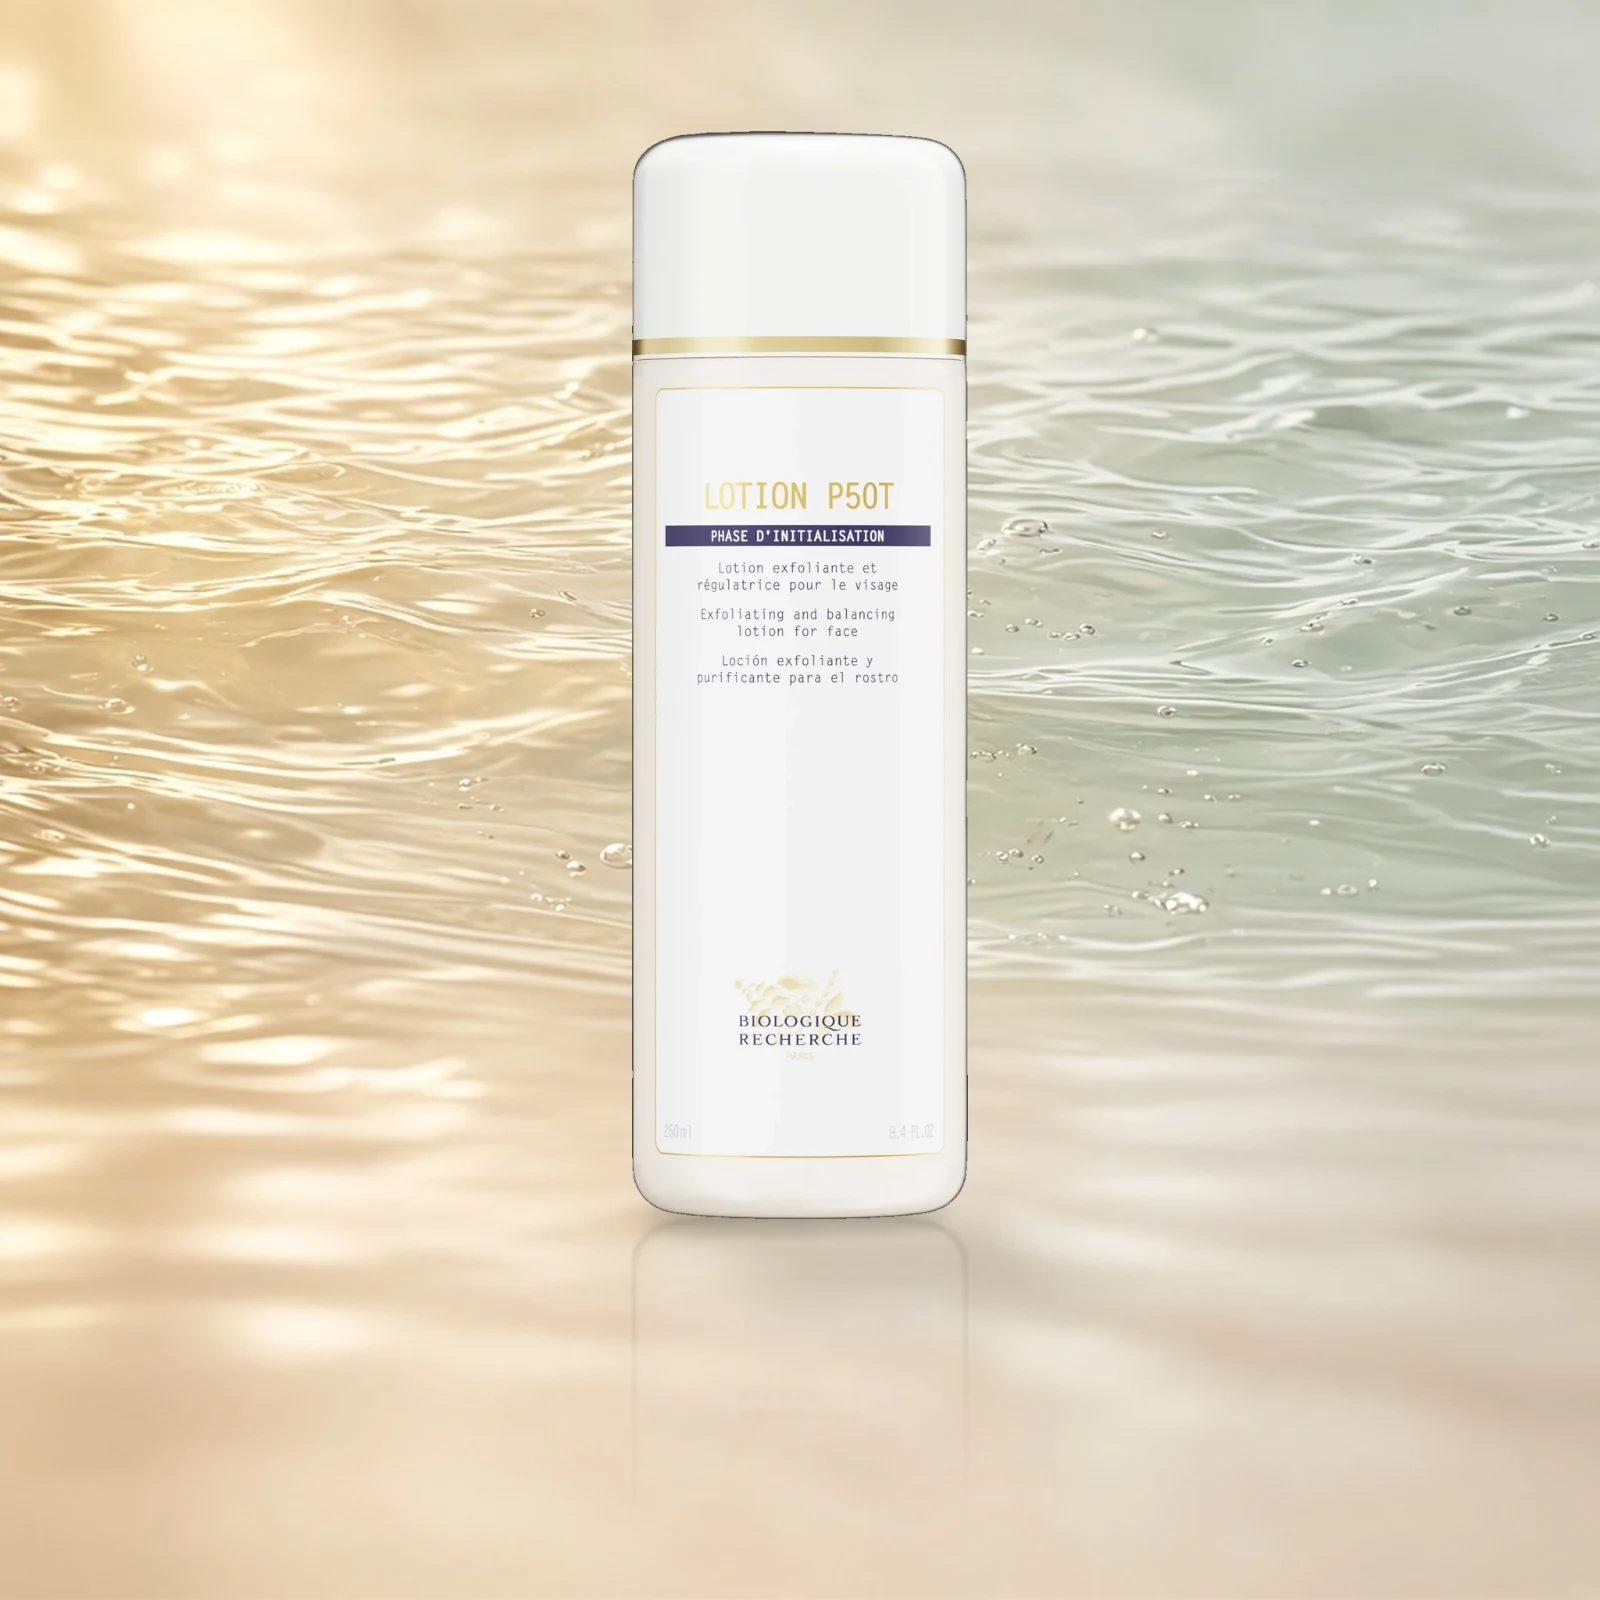 LOTION P50T
PHASE D'INITIALISATION
Lotion exfoliante et
régulatrice pour le visage
Exfoliating and balancing
lotion for face
Loción exfoliante y
purificante para el rostro
BIOLOGIQUE
RECHERCHE
PARIS
250ml
8.4 FL.OZ